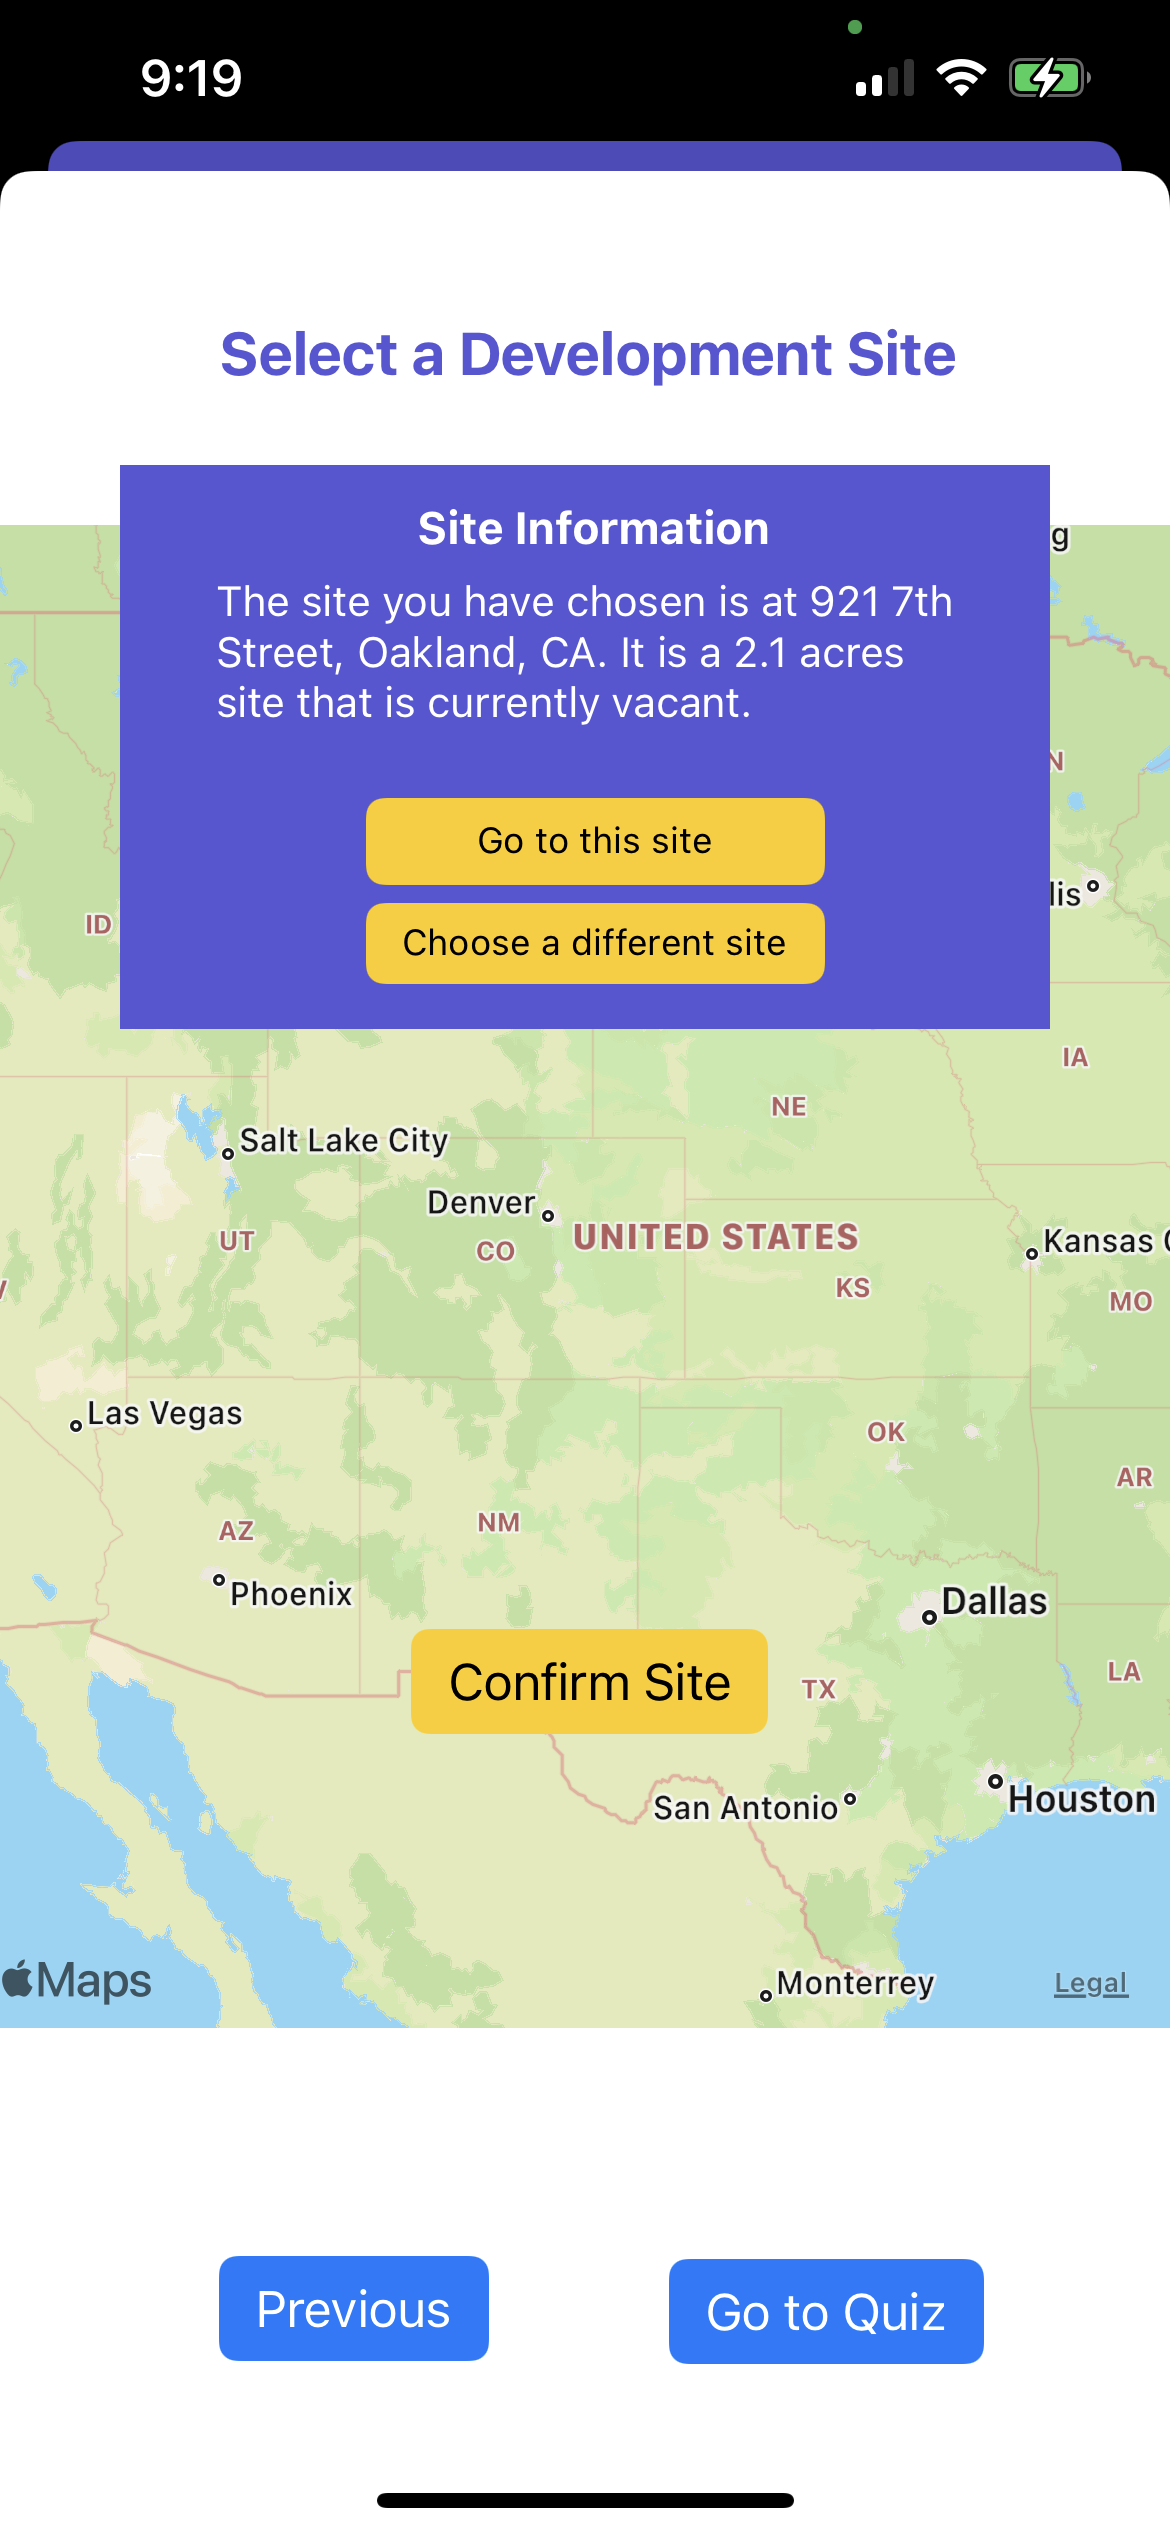 9:19
Select a Development Site
Site Information
The site you have chosen is at 921 7th
Street, Oakland, CA. It is a 2.1 acres
site that is currently vacant.
Go to this site
Choose a different site
g
N
lis
ID
IA
NE
Salt Lake City
Denver
UNITED STATES
UT
CO
Kansas
KS
MO
Las Vegas
OK
AR
AZ
NM
Phoenix
Dallas
Confirm Site
TX
LA
San Antonio
Houston
Maps
Monterrey
Legal
Previous
Go to Quiz